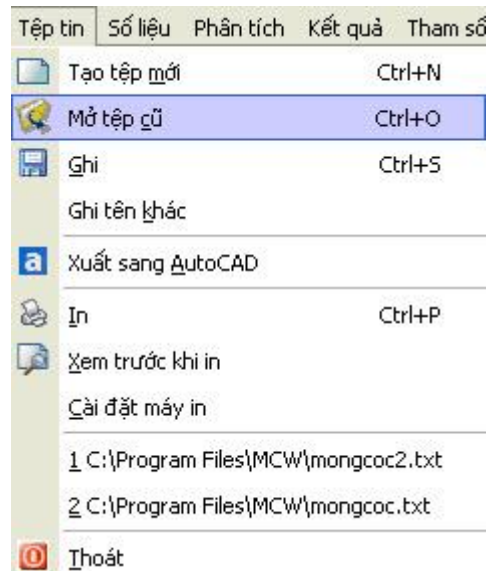 Tệp tin Số liệu Phân tích Kết quả Tham số
Tạo tệp mới Ctrl+N
Mở tệp cũ Ctrl+O
Ghi Ctrl+S
Ghi tên khác
a Xuất sang AutoCAD
In Ctrl+P
Xem trước khi in
Cài đặt máy in
1 C:\Program Files\MCW\mongcoc2.txt
2 C:\Program Files\MCW\mongcoc.txt
Thoát